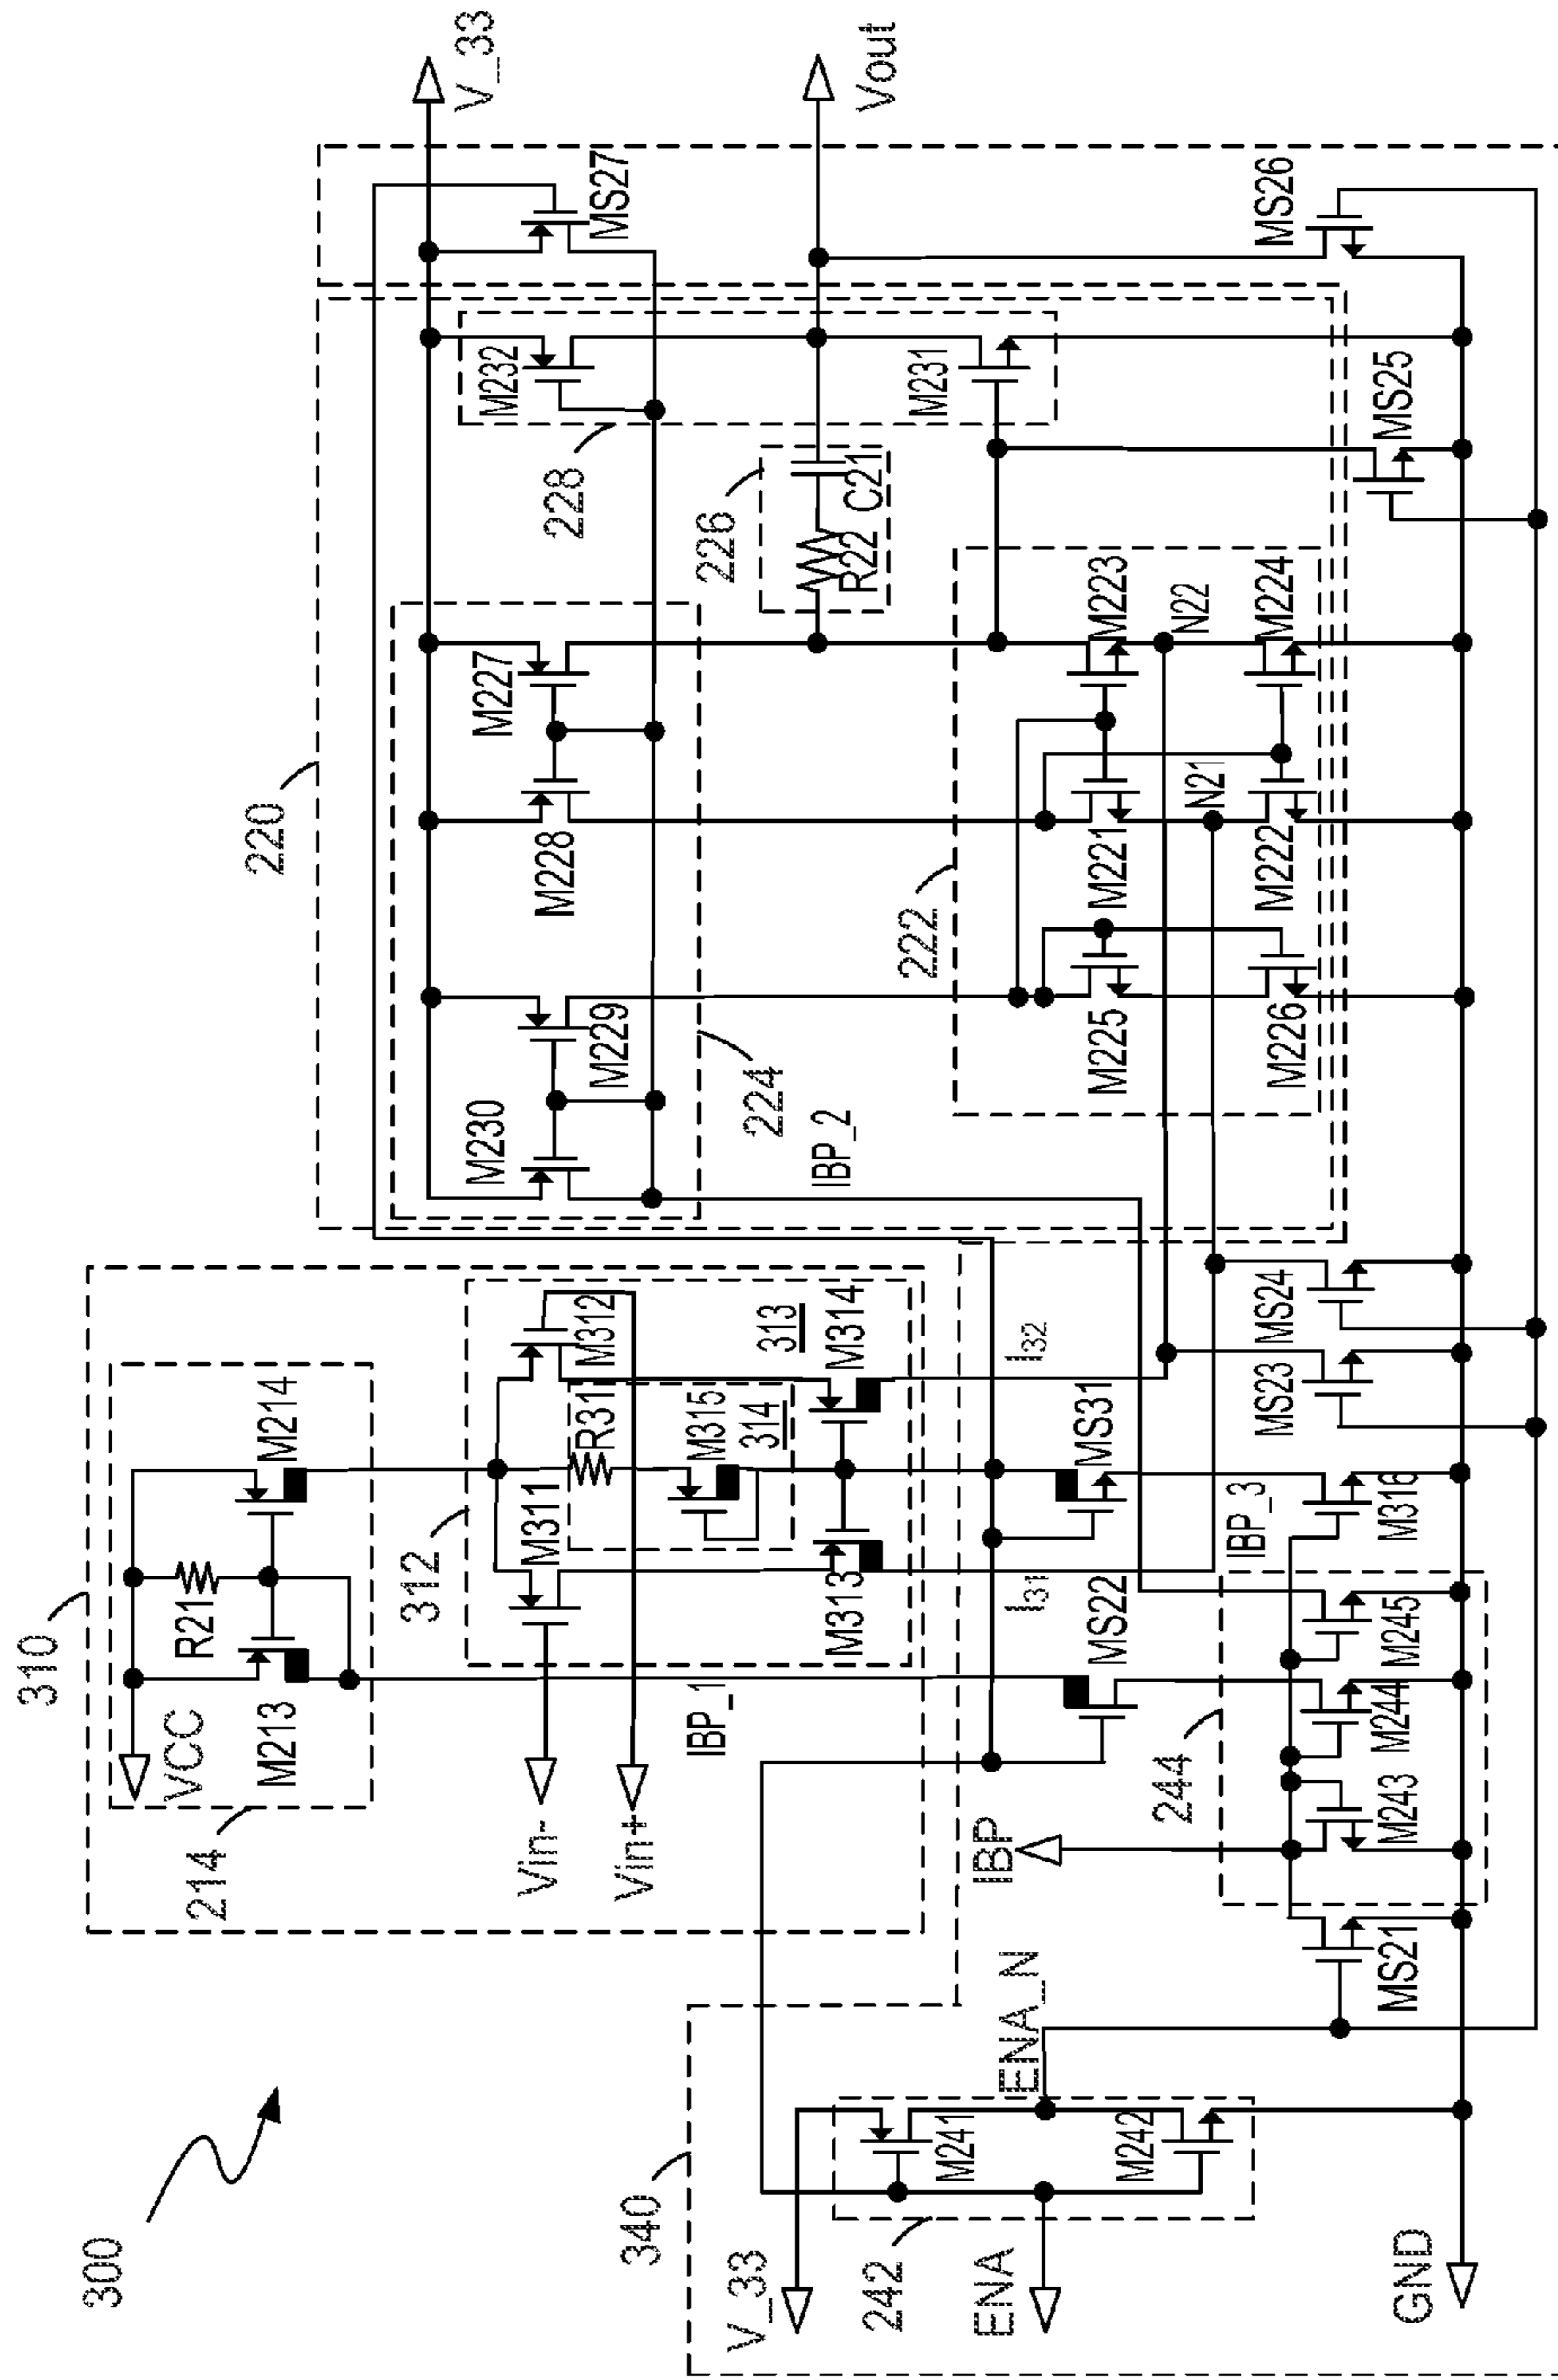 300
310
214
VCC
M213
R21
M214
312
M311
R31
M315
314
M312
313
M313
M314
Vin-
Vin+
IBP_1
I31
I32
220
224
M230
M229
M228
M227
IBP_2
228
M232
M231
226
R22
C21
222
M225
M226
M221
M222
N21
M223
M224
N22
V_33
Vout
MS27
MS26
MS25
MS24
MS23
MS31
MS22
IBP_3
M316
244
M243
M244
M245
IBP
MS21
ENA_N
340
V_33
242
M241
M242
ENA
GND